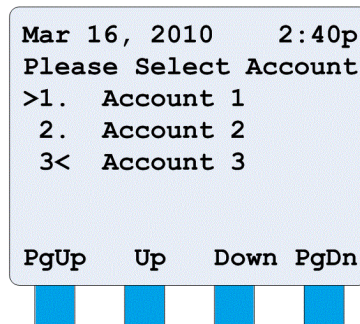 Mar 16, 2010 2:40p
Please Select Account
>1. Account 1
2. Account 2
3< Account 3
PgUp Up Down PgDn